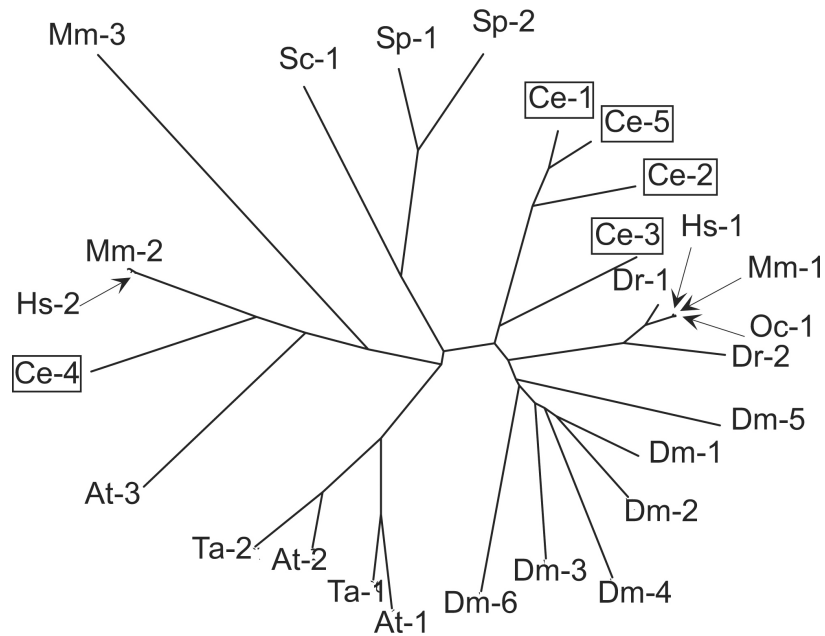 Mm-3
Sc-1
Sp-1
Sp-2
Ce-1
Ce-5
Ce-2
Ce-3
Hs-1
Dr-1
Mm-1
Oc-1
Dr-2
Mm-2
Hs-2
Ce-4
At-3
Ta-2
At-2
Ta-1
At-1
Dm-6
Dm-3
Dm-4
Dm-2
Dm-1
Dm-5